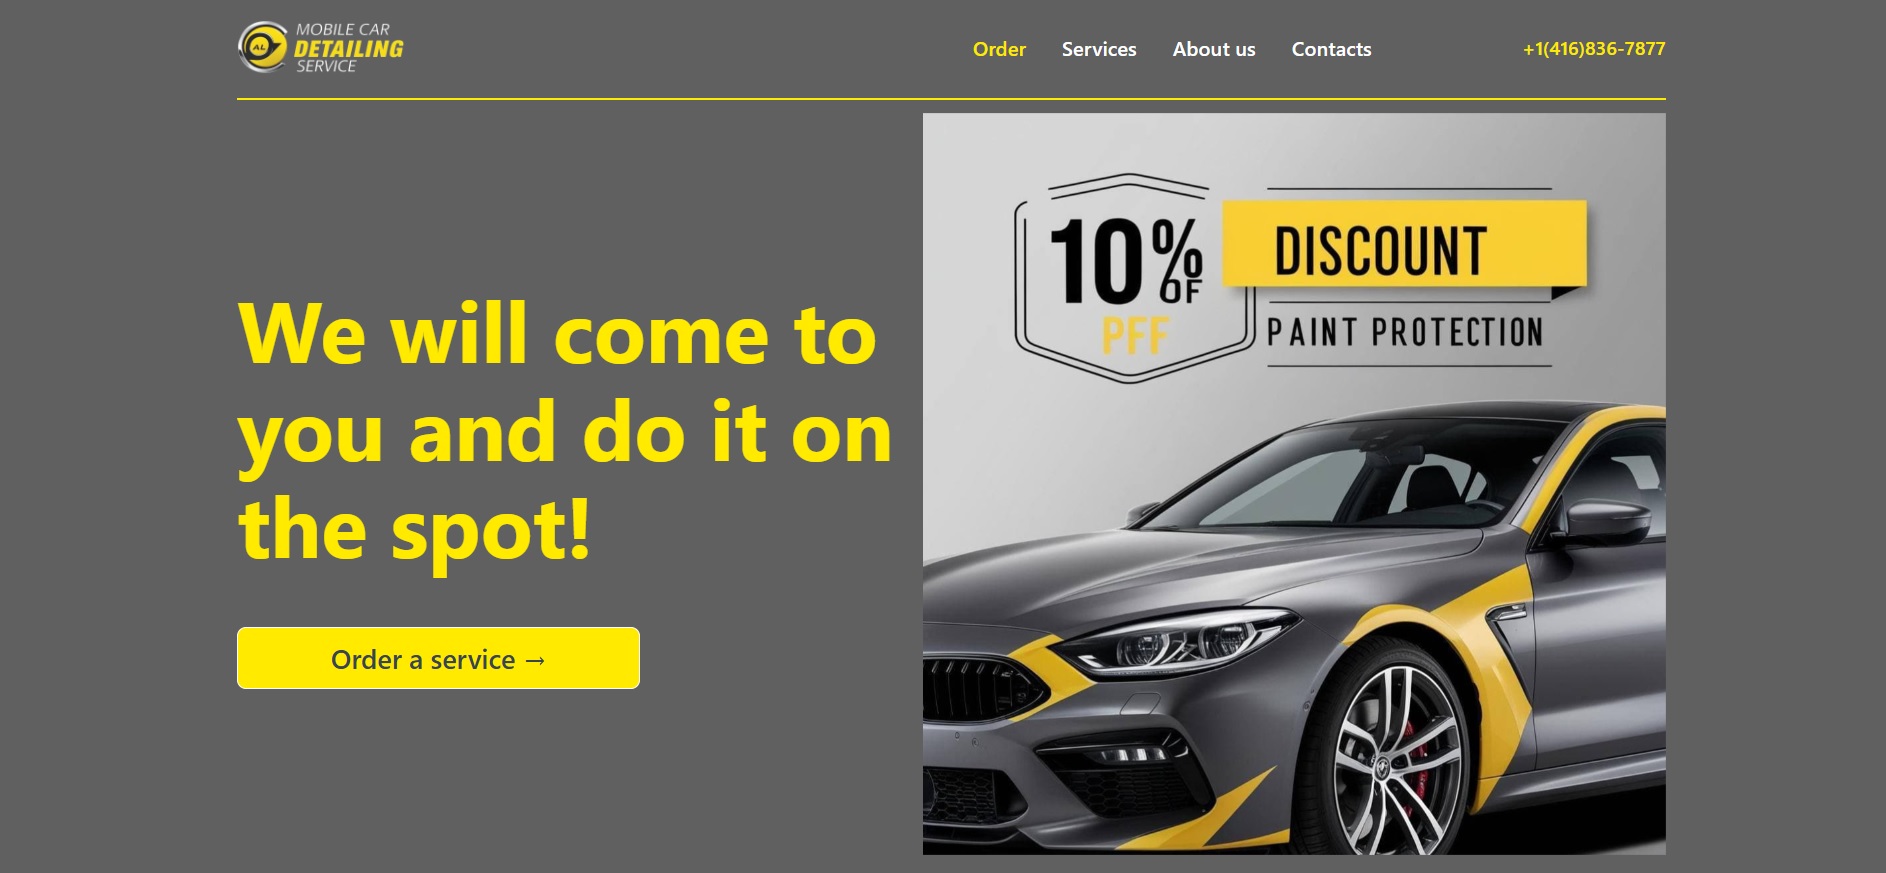 MOBILE CAR
AL DETAILING
SERVICE
Order Services About us Contacts +1(416)836-7877
We will come to
you and do it on
the spot!
Order a service →
10% OF
PFF
DISCOUNT
PAINT PROTECTION